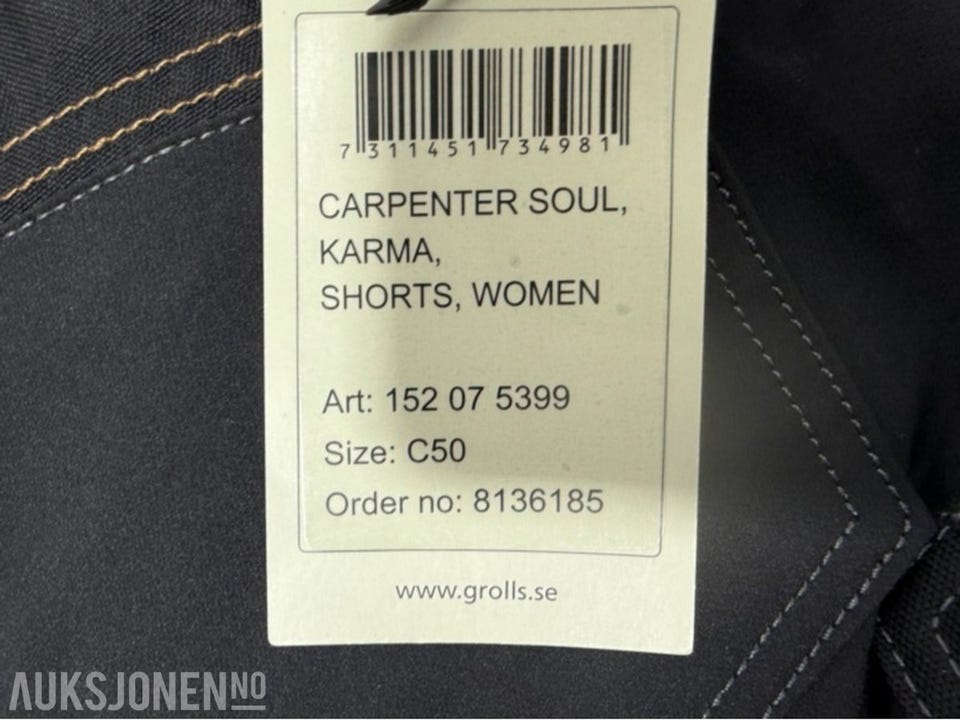 7 311451 734981
CARPENTER SOUL,
KARMA,
SHORTS, WOMEN
Art: 152 07 5399
Size: C50
Order no: 8136185
www.grolls.se
AUKSJONEN NO